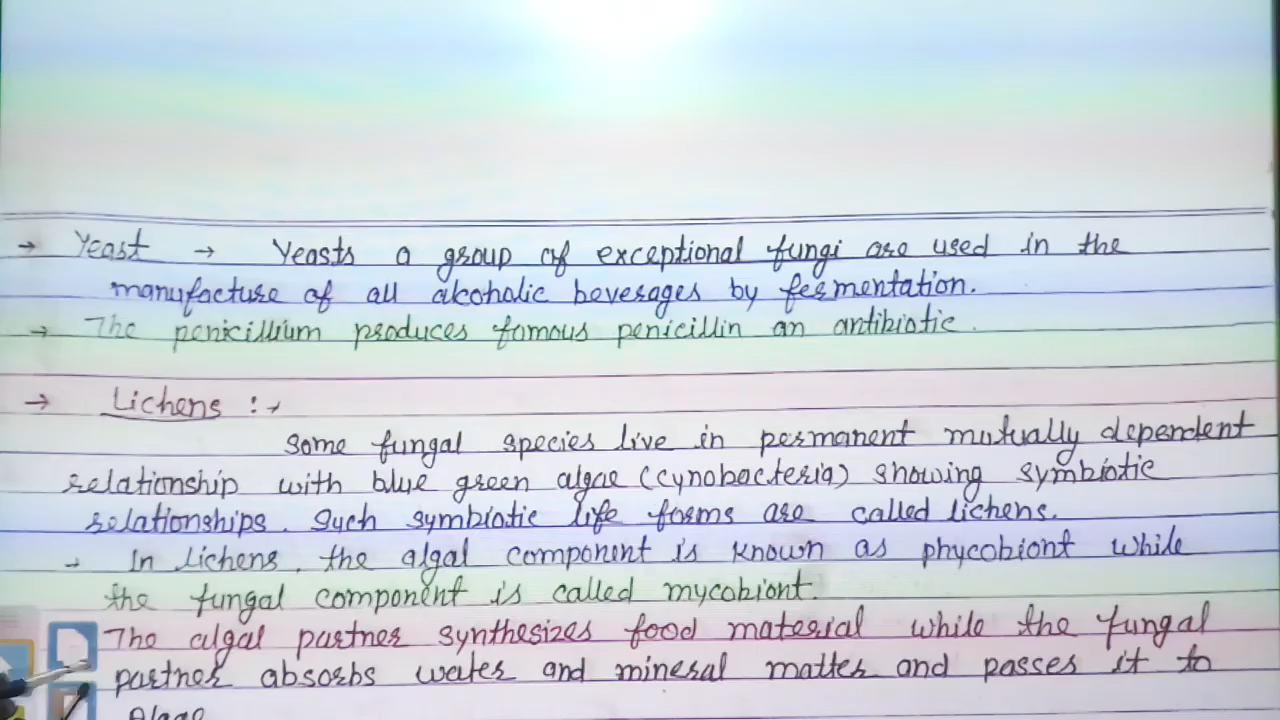 → Yeast → Yeasts a group of exceptional fungi are used in the
manufacture of all alcoholic beverages by fermentation.
→ The penicillium produces famous penicillin an antibiotic.
→ Lichens :→
Some fungal species live in permanent mutually dependent
relationship with blue green algae (cynobacteria) showing symbiotic
relationships. Such symbiotic life forms are called lichens.
→ In lichens, the algal component is known as phycobiont while
the fungal component is called mycobiont.
The algal partner synthesizes food material while the fungal
partner absorbs water and mineral matter and passes it to
Algae